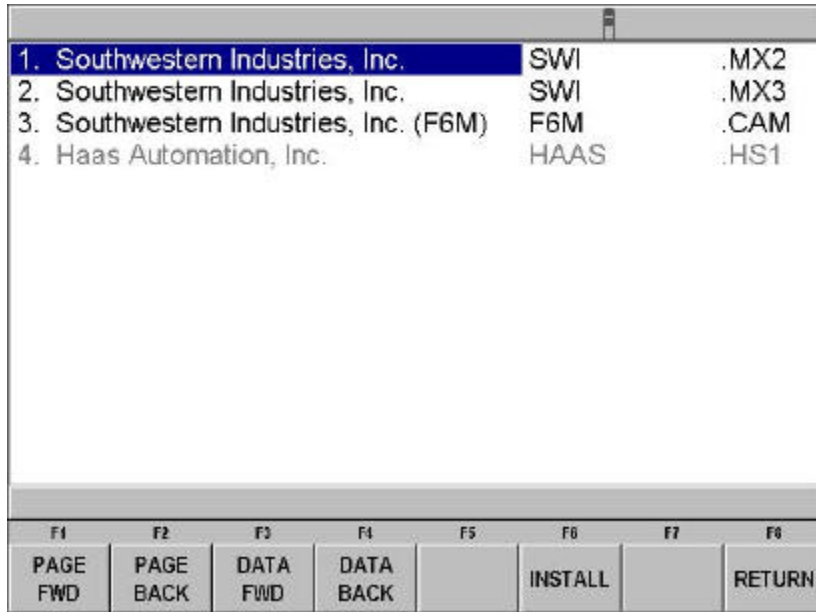 1. Southwestern Industries, Inc. SWI .MX2
2. Southwestern Industries, Inc. SWI .MX3
3. Southwestern Industries, Inc. (F6M) F6M .CAM
4. Haas Automation, Inc. HAAS .HS1
F1 F2 F3 F4 F5 F6 F7 F8
PAGE FWD
PAGE BACK
DATA FWD
DATA BACK
INSTALL
RETURN